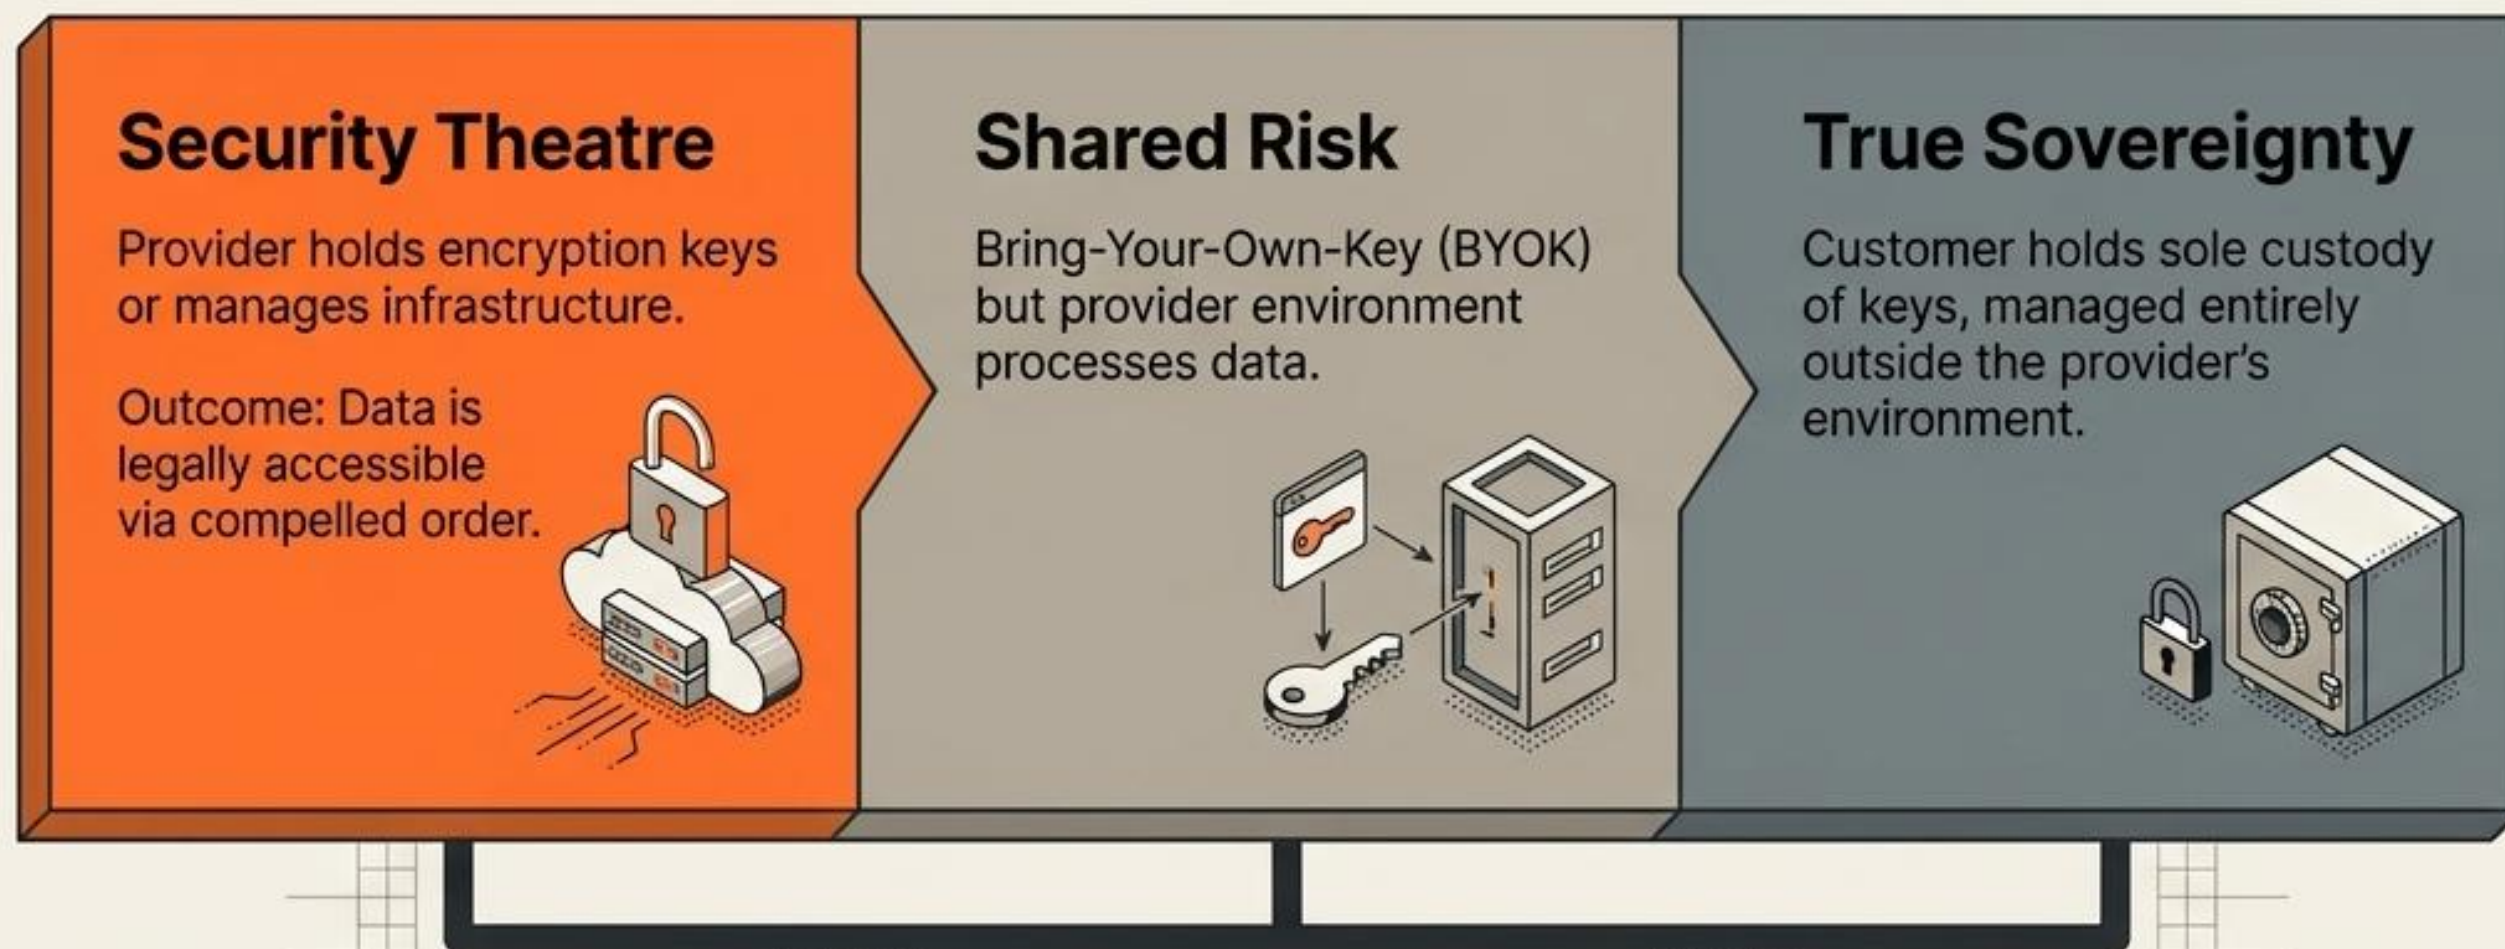 Security Theatre
Provider holds encryption keys
or manages infrastructure.
Outcome: Data is
legally accessible
via compelled order.
Shared Risk
Bring-Your-Own-Key (BYOK)
but provider environment
processes data.
True Sovereignty
Customer holds sole custody
of keys, managed entirely
outside the provider's
environment.